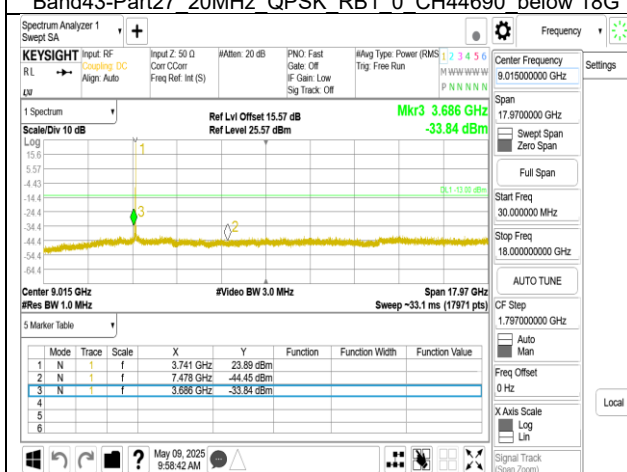 Band43-Part27_20MHz_QPSK_RB1_0_CH44690_below 18G
Spectrum Analyzer 1
Swept SA
Frequency
KEYSIGHT
RL
Input: RF
Coupling: DC
Align: Auto
Input Z: 50 Ω
Corr CCorr
Freq Ref: Int (S)
#Atten: 20 dB
PNO: Fast
Gate: Off
IF Gain: Low
Sig Track: Off
#Avg Type: Power (RMS
Trig: Free Run
1 2 3 4 5 6
M W W W W W
P N N N N N
Center Frequency
9.015000000 GHz
Settings
Span
17.9700000 GHz
Swept Span
Zero Span
Full Span
Start Freq
30.000000 MHz
Stop Freq
18.000000000 GHz
AUTO TUNE
CF Step
1.797000000 GHz
Auto
Man
Freq Offset
0 Hz
X Axis Scale
Log
Lin
Signal Track
(Span Zoom)
Local
1 Spectrum
Scale/Div 10 dB
Log
Ref Lvl Offset 15.57 dB
Ref Level 25.57 dBm
Mkr3 3.686 GHz
-33.84 dBm
15.6
5.57
-4.43
-14.4
-24.4
-34.4
-44.4
-54.4
-64.4
1
2
3
DL1 -13.00 dBm
Center 9.015 GHz
#Res BW 1.0 MHz
#Video BW 3.0 MHz
Span 17.97 GHz
Sweep ~33.1 ms (17971 pts)
5 Marker Table
Mode Trace Scale X Y Function Function Width Function Value
1 N 1 f 3.741 GHz 23.89 dBm
2 N 1 f 7.478 GHz -44.45 dBm
3 N 1 f 3.686 GHz -33.84 dBm
4
5
6
May 09, 2025
9:58:42 AM